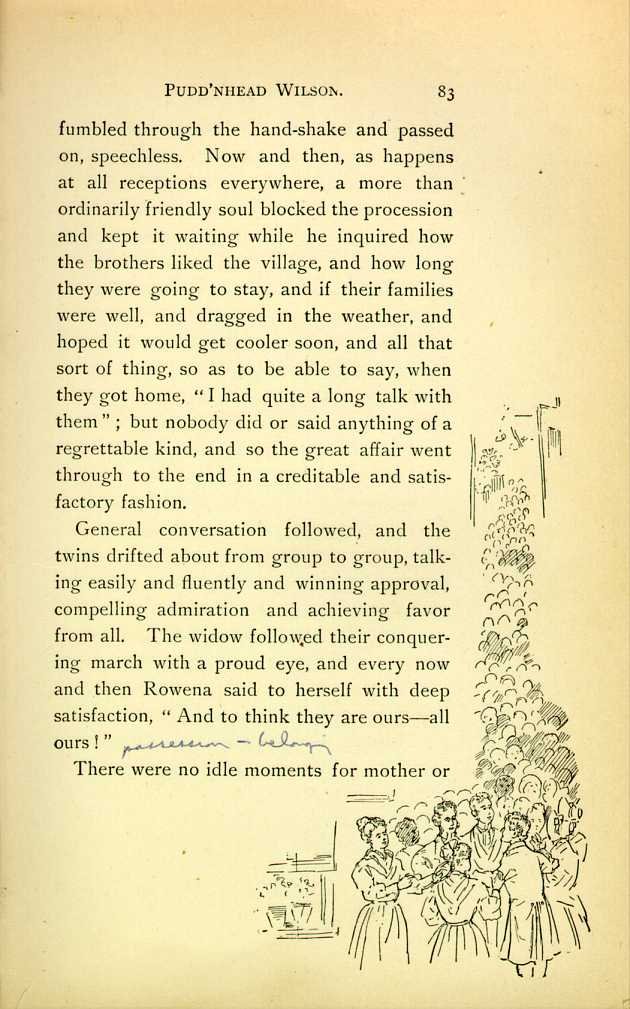 PUDD'NHEAD WILSON. 83
fumbled through the hand-shake and passed
on, speechless. Now and then, as happens
at all receptions everywhere, a more than
ordinarily friendly soul blocked the procession
and kept it waiting while he inquired how
the brothers liked the village, and how long
they were going to stay, and if their families
were well, and dragged in the weather, and
hoped it would get cooler soon, and all that
sort of thing, so as to be able to say, when
they got home, “I had quite a long talk with
them”; but nobody did or said anything of a
regrettable kind, and so the great affair went
through to the end in a creditable and satis-
factory fashion.
General conversation followed, and the
twins drifted about from group to group, talk-
ing easily and fluently and winning approval,
compelling admiration and achieving favor
from all. The widow followed their conquer-
ing march with a proud eye, and every now
and then Rowena said to herself with deep
satisfaction, “And to think they are ours—all
ours!” possession - belong
There were no idle moments for mother or